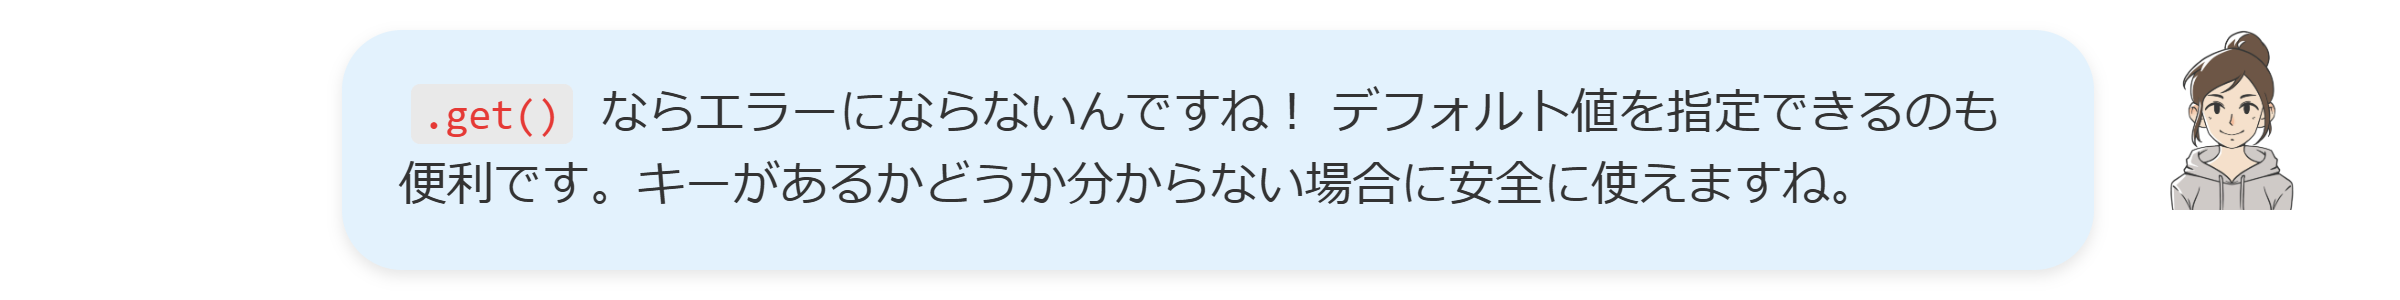 .get() ならエラーにならないんですね！ デフォルト値を指定できるのも
便利です。キーがあるかどうか分からない場合に安全に使えますね。